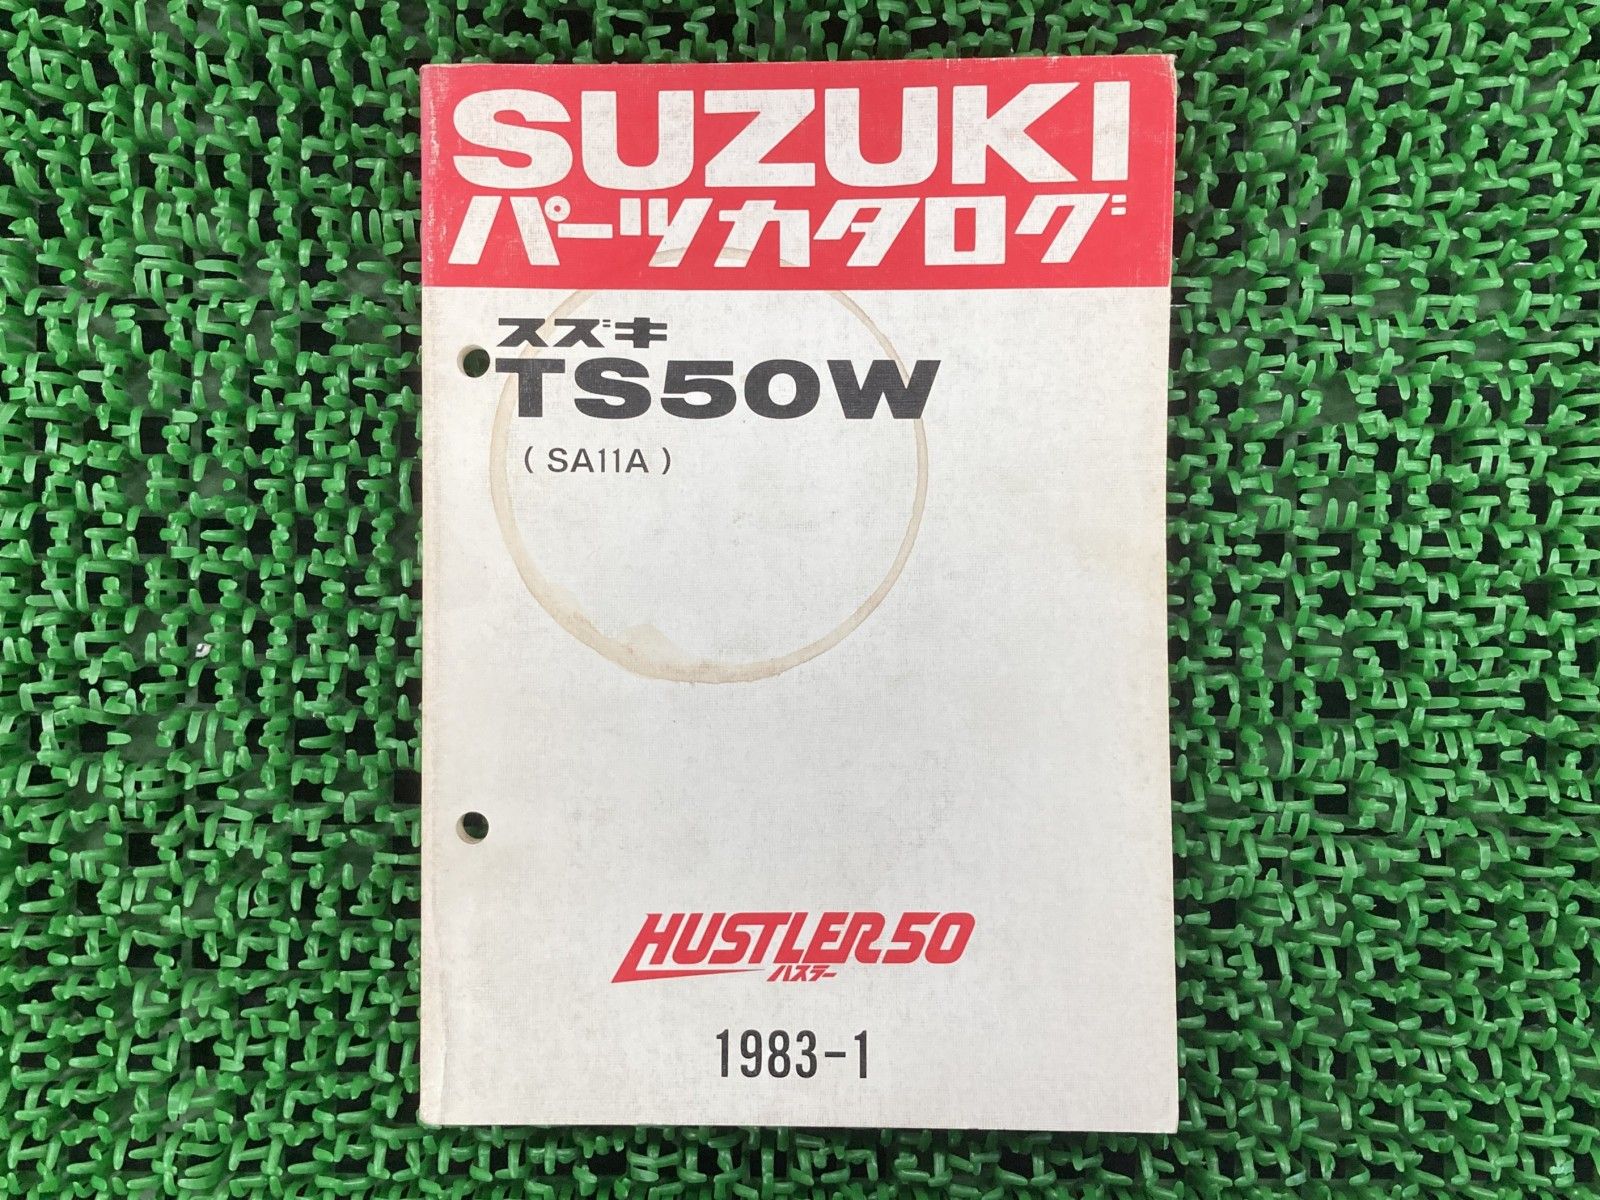 SUZUKI
パーツカタログ
スズキ
TS50W
( SA11A )
HUSTLER50
ハスラー
1983-1